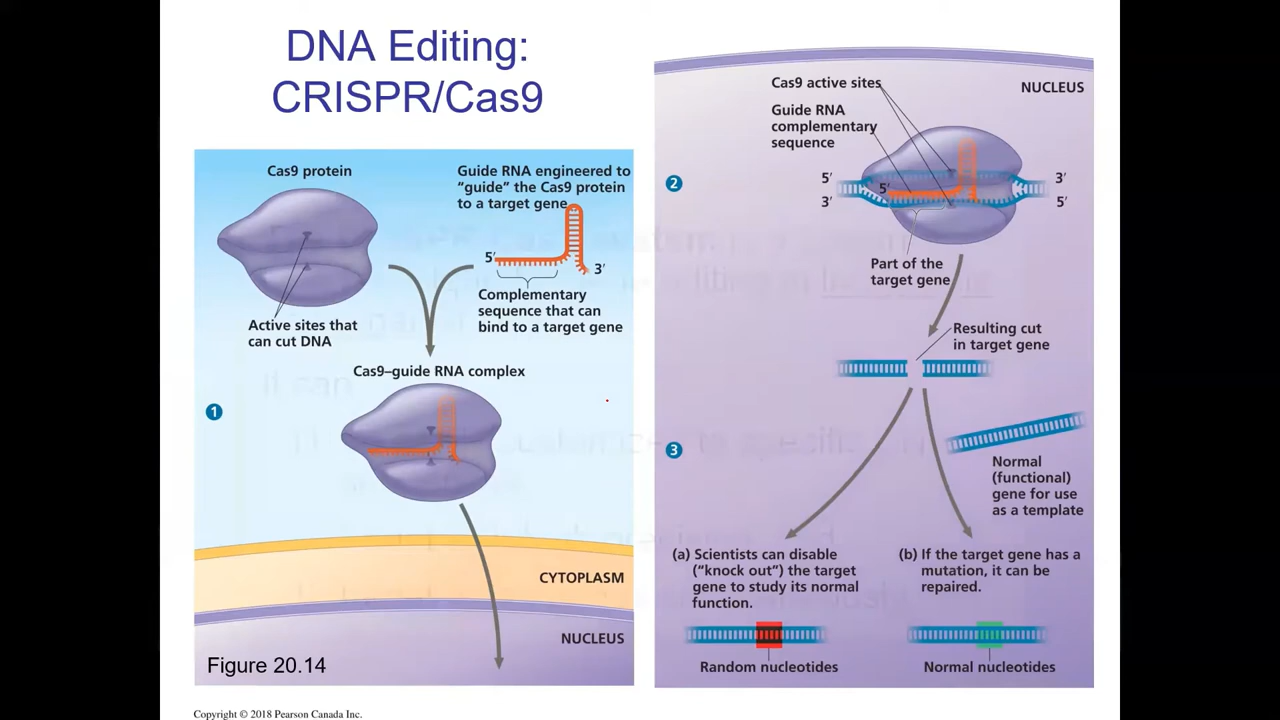 DNA Editing:
CRISPR/Cas9
Cas9 protein
Guide RNA engineered to
“guide” the Cas9 protein
to a target gene
5′
3′
Active sites that
can cut DNA
Complementary
sequence that can
bind to a target gene
Cas9–guide RNA complex
1
CYTOPLASM
NUCLEUS
Figure 20.14
NUCLEUS
Cas9 active sites
Guide RNA
complementary
sequence
2
5′
3′
5′
3′
5′
Part of the
target gene
Resulting cut
in target gene
3
Normal
(functional)
gene for use
as a template
(a) Scientists can disable
(“knock out”) the target
gene to study its normal
function.
Random nucleotides
(b) If the target gene has a
mutation, it can be
repaired.
Normal nucleotides
Copyright © 2018 Pearson Canada Inc.